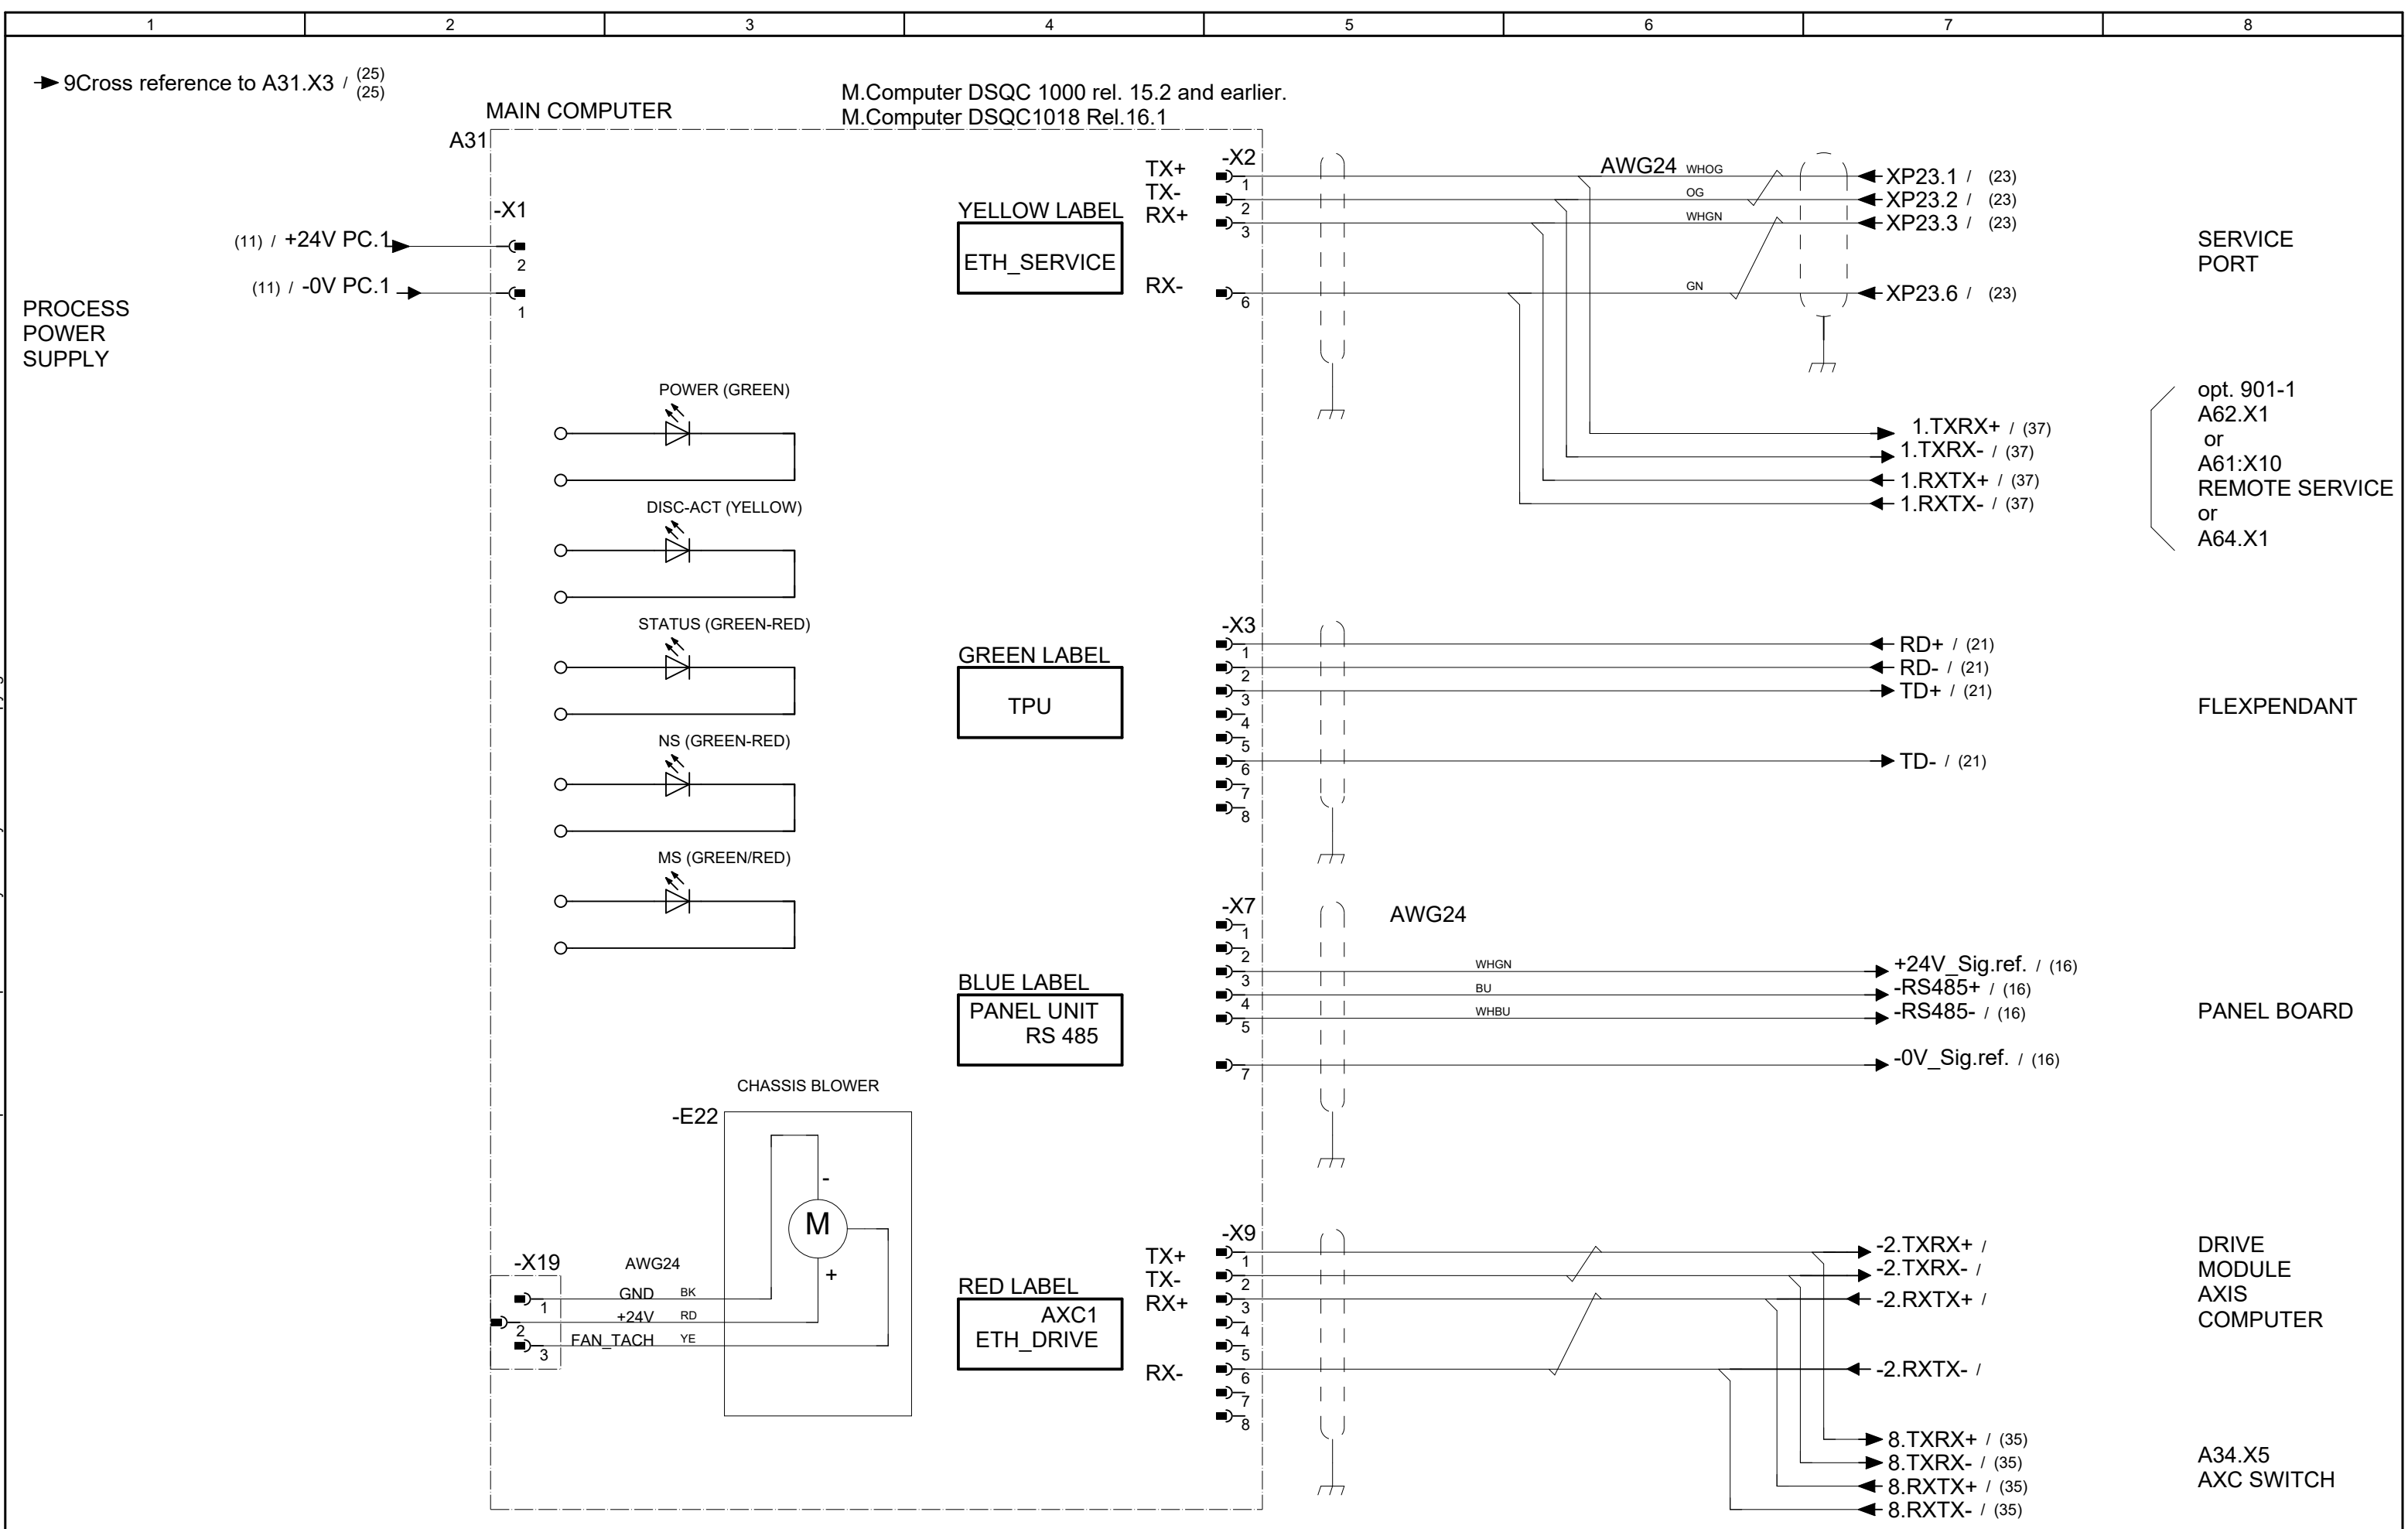 1 2 3 4 5 6 7 8
9Cross reference to A31.X3 / (25)
(25)
M.Computer DSQC 1000 rel. 15.2 and earlier.
M.Computer DSQC1018 Rel.16.1
MAIN COMPUTER
A31
-X1
(11) / +24V PC.1
2
(11) / -0V PC.1
1
PROCESS
POWER
SUPPLY
POWER (GREEN)
DISC-ACT (YELLOW)
STATUS (GREEN-RED)
NS (GREEN-RED)
MS (GREEN/RED)
CHASSIS BLOWER
-E22
-
M
+
-X19
AWG24
1 GND BK
2 +24V RD
3 FAN_TACH YE
YELLOW LABEL
ETH_SERVICE
-X2
AWG24
TX+ 1 WHOG XP23.1 / (23)
TX- 2 OG XP23.2 / (23)
RX+ 3 WHGN XP23.3 / (23)
RX- 6 GN XP23.6 / (23)
SERVICE
PORT
1.TXRX+ / (37)
1.TXRX- / (37)
1.RXTX+ / (37)
1.RXTX- / (37)
opt. 901-1
A62.X1
or
A61:X10
REMOTE SERVICE
or
A64.X1
GREEN LABEL
TPU
-X3
1 RD+ / (21)
2 RD- / (21)
3 TD+ / (21)
4
5
6 TD- / (21)
7
8
FLEXPENDANT
BLUE LABEL
PANEL UNIT
RS 485
-X7
AWG24
1
2
3 WHGN +24V_Sig.ref. / (16)
4 BU -RS485+ / (16)
5 WHBU -RS485- / (16)
7 -0V_Sig.ref. / (16)
PANEL BOARD
RED LABEL
AXC1
ETH_DRIVE
-X9
TX+ 1 -2.TXRX+ /
TX- 2 -2.TXRX- /
RX+ 3 -2.RXTX+ /
4
5
RX- 6 -2.RXTX- /
7
8
DRIVE
MODULE
AXIS
COMPUTER
8.TXRX+ / (35)
8.TXRX- / (35)
8.RXTX+ / (35)
8.RXTX- / (35)
A34.X5
AXC SWITCH